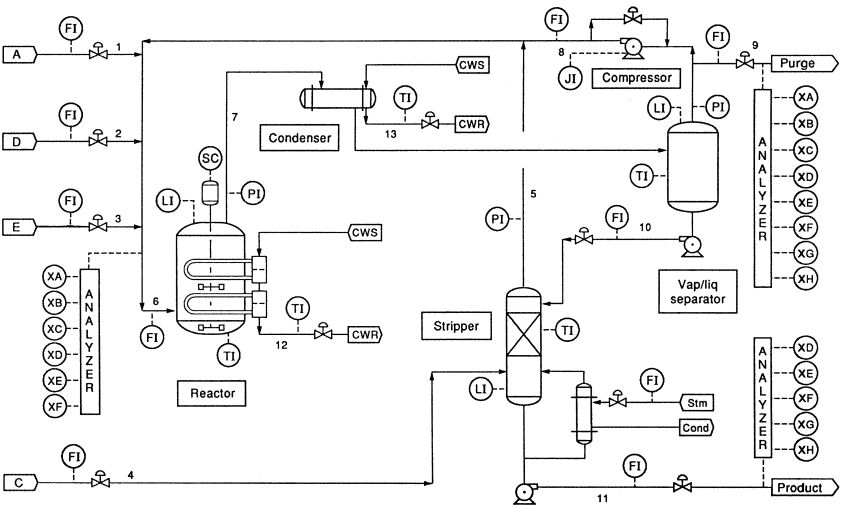 FI
FI
FI
9
A
1
8
Purge
JI
Compressor
CWS
TI
XA
LI
PI
7
CWR
13
XB
FI
D
2
Condenser
A
N
A
L
Y
Z
E
R
XC
SC
XD
TI
XE
LI
PI
5
FI
E
3
PI
FI
10
XF
CWS
XG
XH
XA
XB
XC
XD
XE
XF
A
N
A
L
Y
Z
E
R
6
FI
TI
12
CWR
TI
Vap/liq
separator
Stripper
TI
LI
Reactor
FI
Stm
Cond
A
N
A
L
Y
Z
E
R
XD
XE
XF
XG
XH
FI
C
4
FI
11
Product